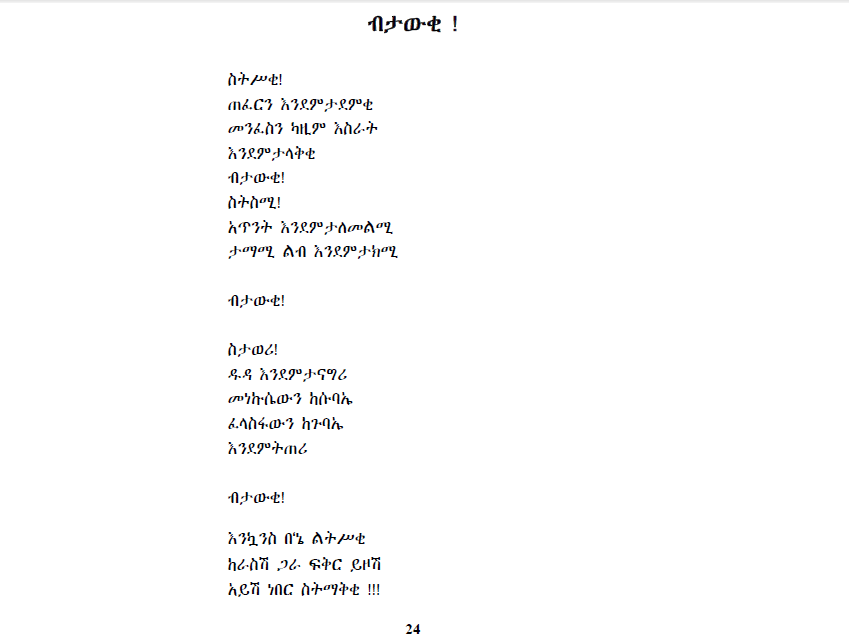 ብታውቂ !
ስትሥቂ!
ጠፈርን እንደምታደምቂ
መንፈስን ካዚም እስራት
እንደምታላቅቂ
ብታውቂ!
ስትስሚ!
አጥንት እንደምታለመልሚ
ታማሚ ልብ እንደምታክሚ
ብታውቂ!
ስታወሪ!
ዱዳ እንደምታናግሪ
መነኩሴውን ከሱባኤ
ፈላስፋውን ከጉባኤ
እንደምትጠሪ
ብታውቂ!
እንኳንስ በኔ ልትሥቂ
ከራስሽ ጋራ ፍቅር ይዞሽ
አይሽ ነበር ስትማቅቂ !!!
24